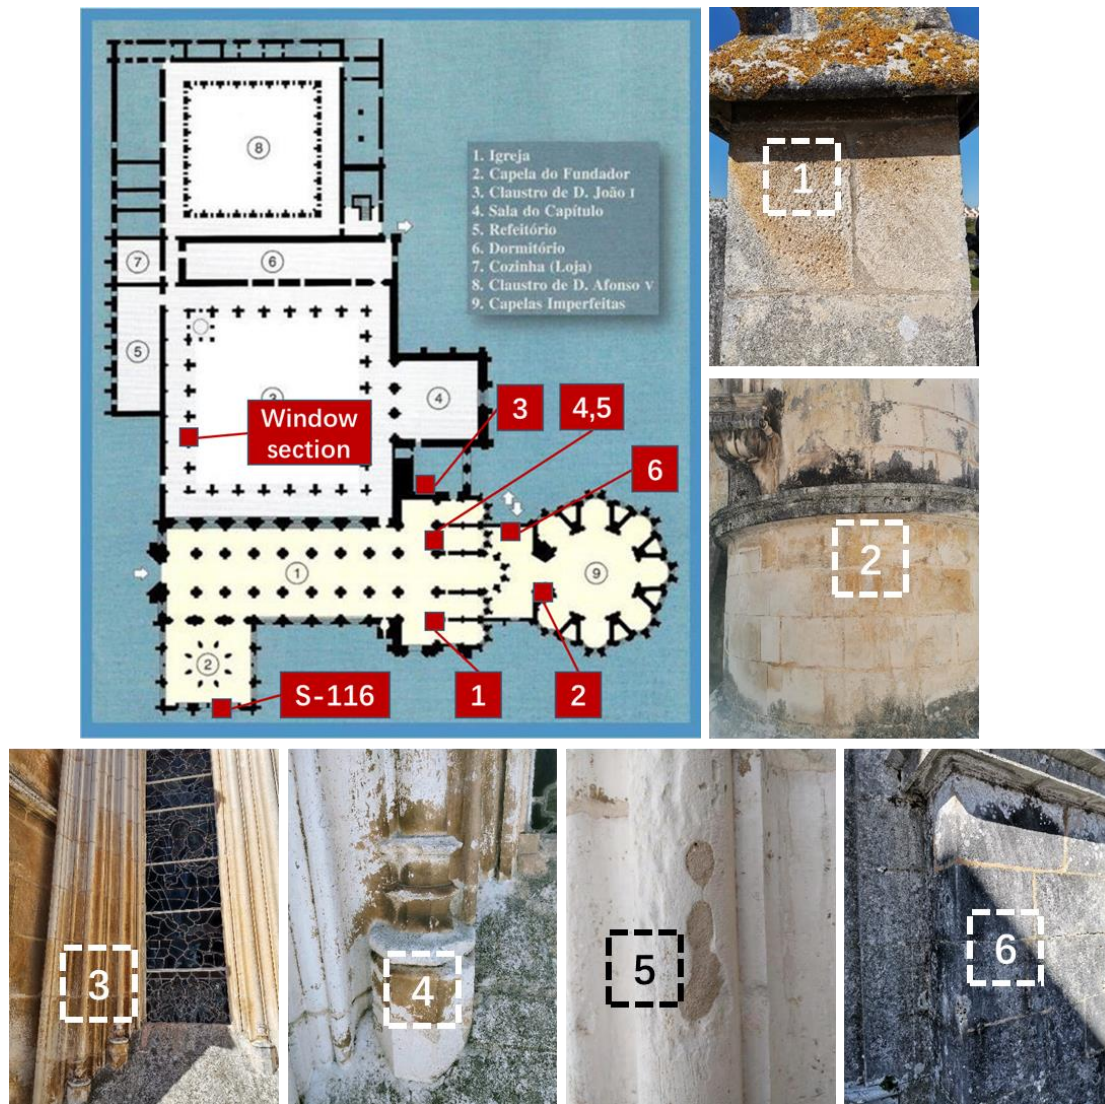 8
1. Igreja
2. Capela do Fundador
3. Claustro de D. João I
4. Sala do Capítulo
5. Refeitório
6. Dormitório
7. Cozinha (Loja)
8. Claustro de D. Afonso V
9. Capelas Imperfeitas
7
6
5
4
Window
section
3
4,5
6
1
9
2
S-116
1
2
1
2
3
4
5
6